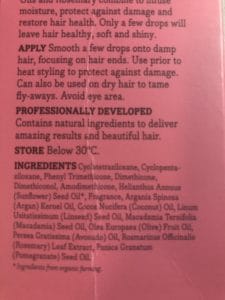 Oils and Rosemary combine to infuse
moisture, protect against damage and
restore hair health. Only a few drops will
leave hair healthy, soft and shiny.
APPLY Smooth a few drops onto damp
hair, focusing on hair ends. Use prior to
heat styling to protect against damage.
Can also be used on dry hair to tame
fly-aways. Avoid eye area.
PROFESSIONALLY DEVELOPED
Contains natural ingredients to deliver
amazing results and beautiful hair.
STORE Below 30°C.
INGREDIENTS Cyclotetrasiloxane, Cyclopenta-
siloxane, Phenyl Trimethicone, Dimethicone,
Dimethiconol, Amodimethicone, Helianthus Annuus
(Sunflower) Seed Oil*, Fragrance, Argania Spinosa
(Argan) Kernel Oil, Cocos Nucifera (Coconut) Oil, Linum
Usitatissimum (Linseed) Seed Oil, Macadamia Ternifolia
(Macadamia) Seed Oil, Olea Europaea (Olive) Fruit Oil,
Persea Gratissima (Avocado) Oil, Rosmarinus Officinalis
(Rosemary) Leaf Extract, Punica Granatum
(Pomegranate) Seed Oil.
* Ingredients from organic farming.